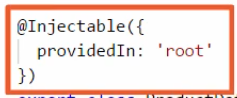 @Injectable({
providedIn: 'root'
})